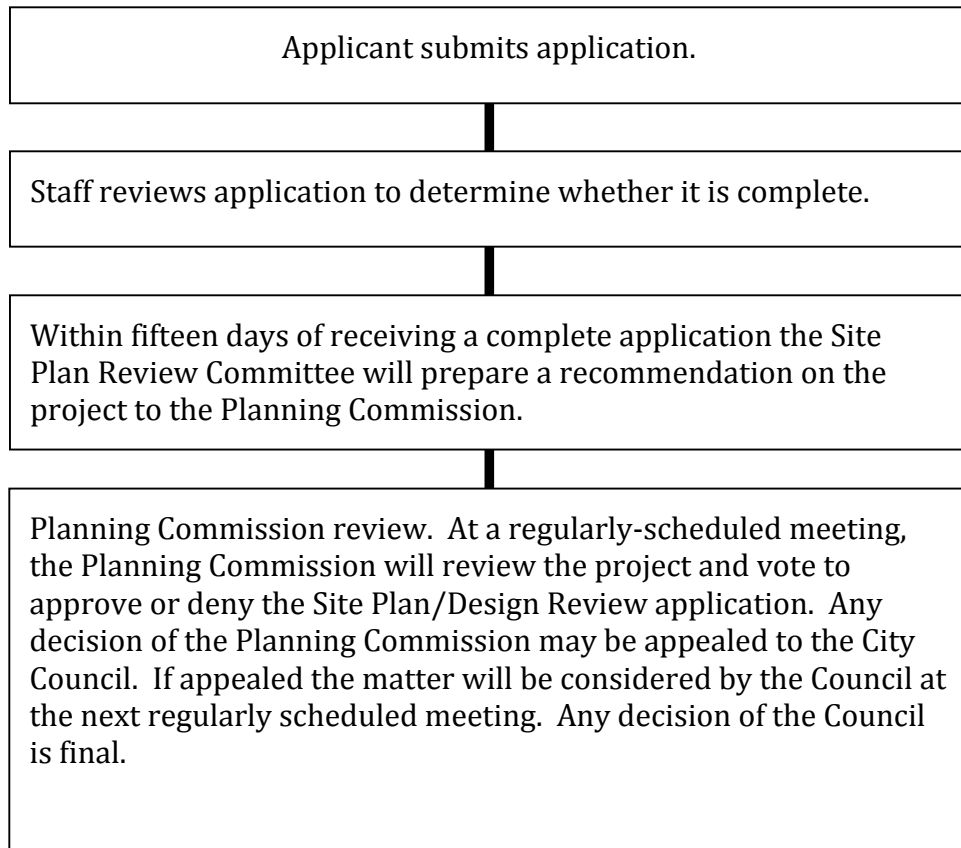 Applicant submits application.
Staff reviews application to determine whether it is complete.
Within fifteen days of receiving a complete application the Site
Plan Review Committee will prepare a recommendation on the
project to the Planning Commission.
Planning Commission review.  At a regularly-scheduled meeting,
the Planning Commission will review the project and vote to
approve or deny the Site Plan/Design Review application.  Any
decision of the Planning Commission may be appealed to the City
Council.  If appealed the matter will be considered by the Council at
the next regularly scheduled meeting.  Any decision of the Council
is final.